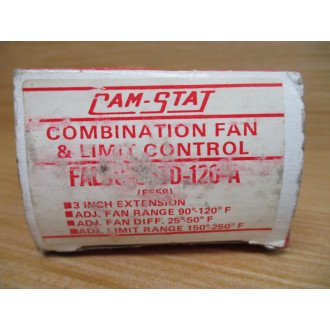 CAM-STAT
COMBINATION FAN
& LIMIT CONTROL
3 INCH EXTENSION
ADJ. FAN RANGE 90°-120° F
ADJ. FAN DIFF. 25°-50° F
ADJ. LIMIT RANGE 150°-250° F